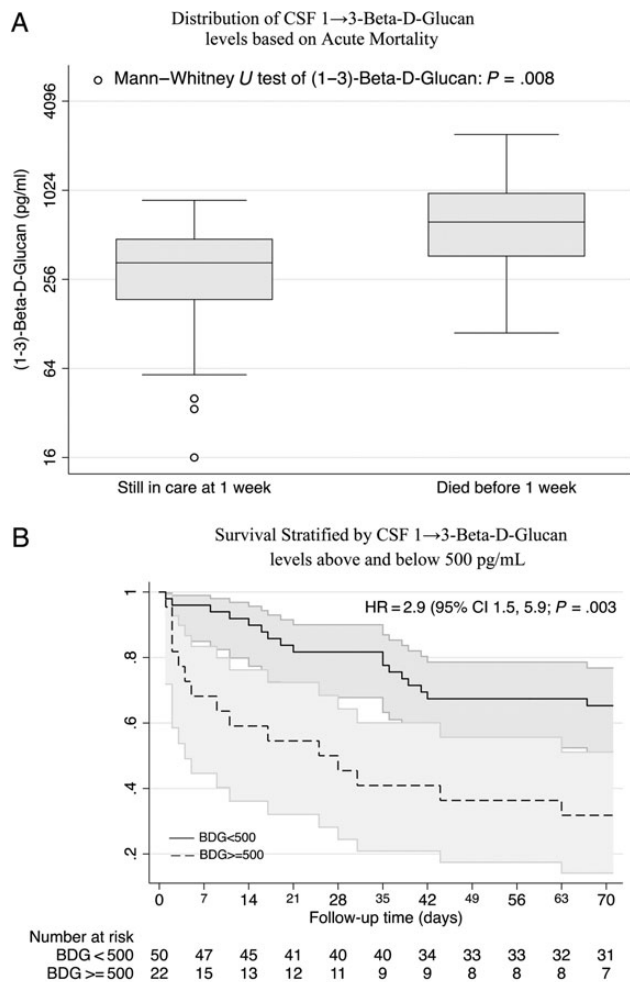 A
Distribution of CSF 1→3-Beta-D-Glucan
levels based on Acute Mortality
Mann–Whitney U test of (1–3)-Beta-D-Glucan: P = .008
(1-3)-Beta-D-Glucan (pg/ml)
4096
1024
256
64
16
Still in care at 1 week Died before 1 week
B
Survival Stratified by CSF 1→3-Beta-D-Glucan
levels above and below 500 pg/mL
HR = 2.9 (95% CI 1.5, 5.9; P = .003
1
.8
.6
.4
.2
BDG<500
BDG>=500
0 7 14 21 28 35 42 49 56 63 70
Follow-up time (days)
Number at risk
BDG < 500 50 47 45 41 40 40 34 33 33 32 31
BDG >= 500 22 15 13 12 11 9 9 8 8 8 7